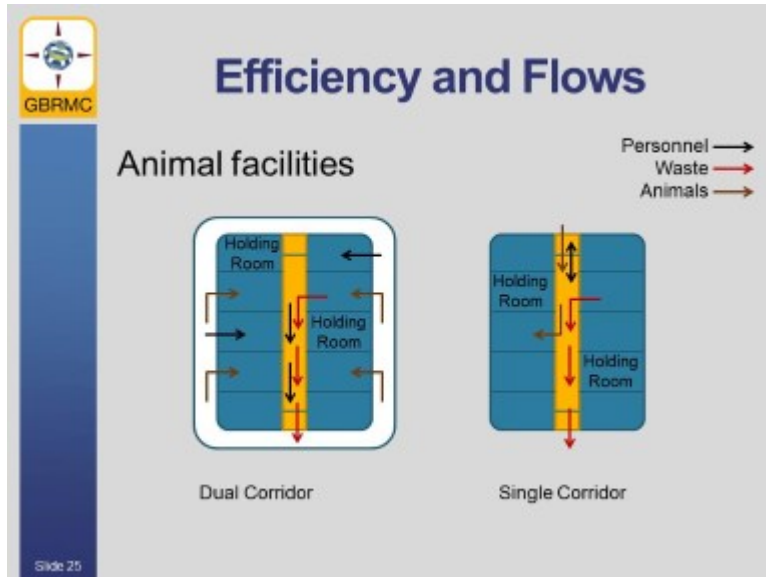 GBRMC
Efficiency and Flows
Animal facilities
Personnel
Waste
Animals
Holding
Room
Holding
Room
Holding
Room
Holding
Room
Dual Corridor
Single Corridor
Slide 25